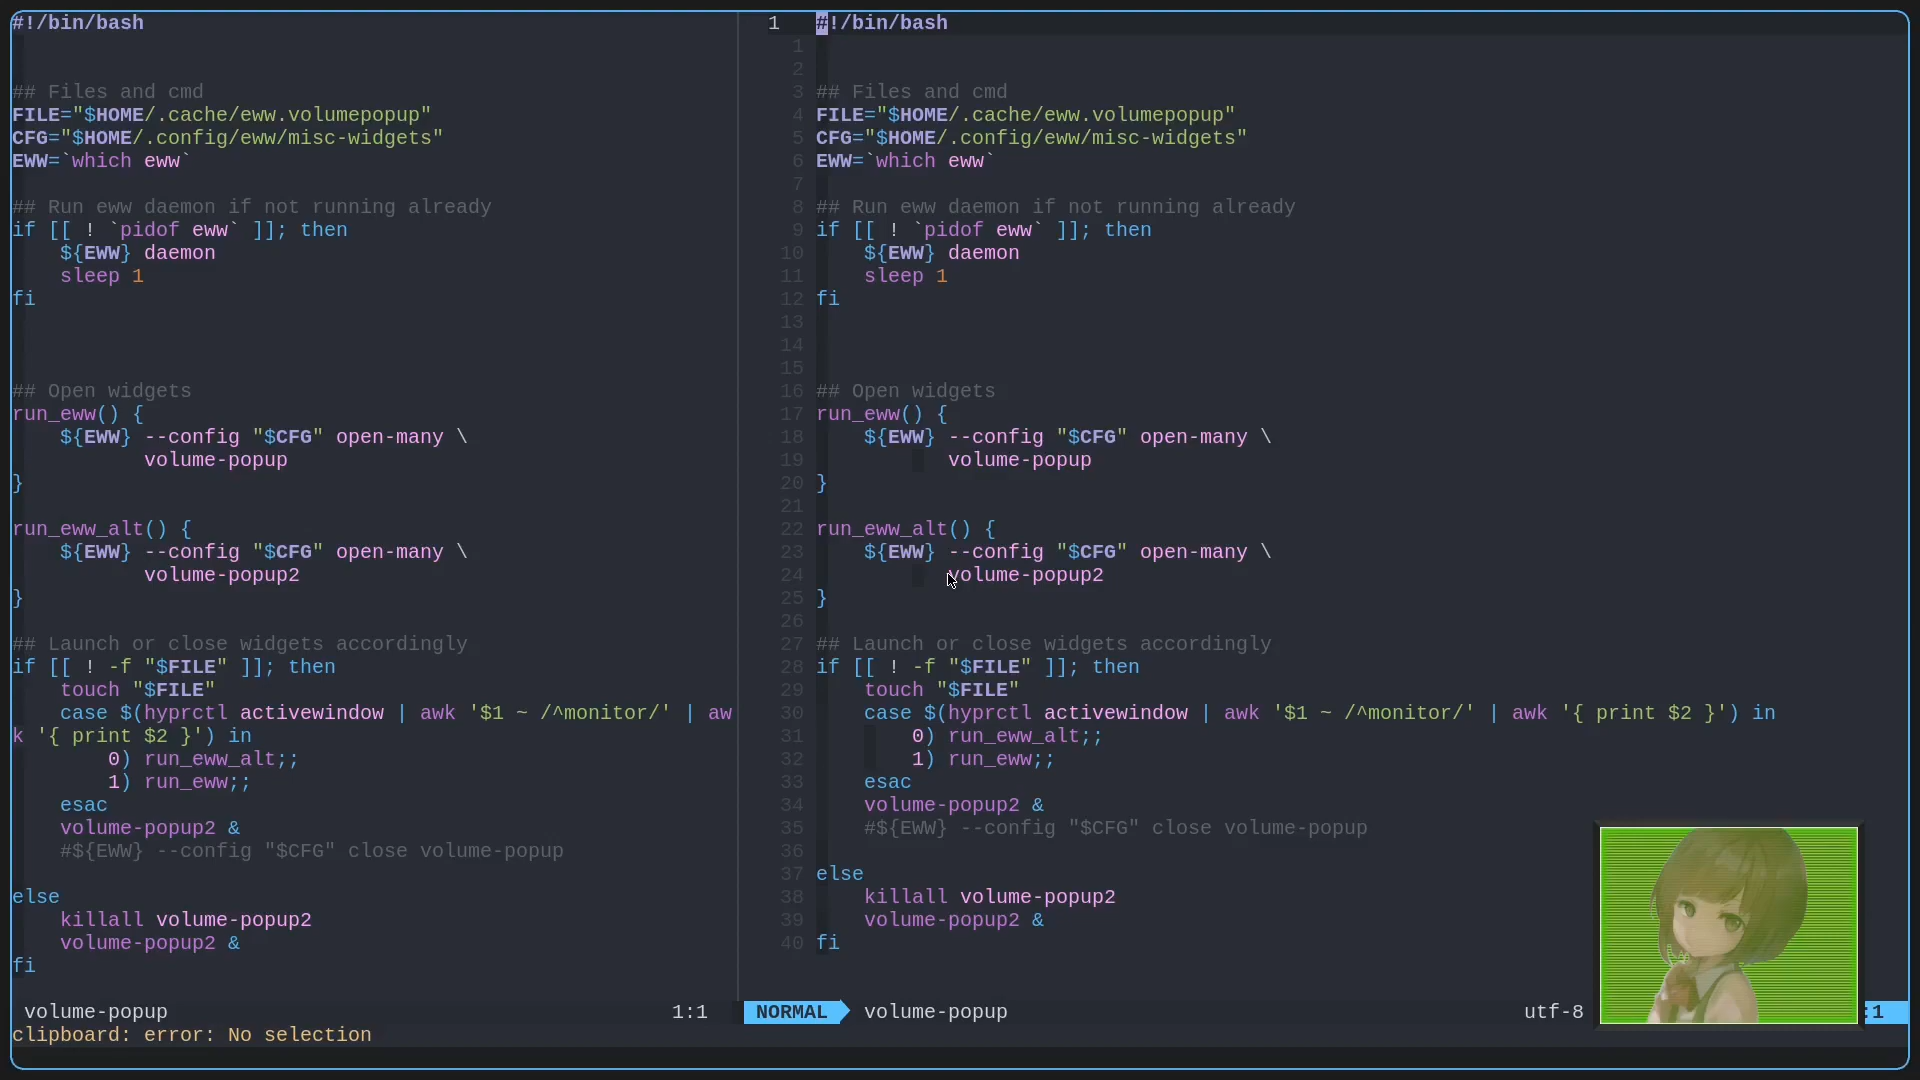 #!/bin/bash
## Files and cmd
FILE="$HOME/.cache/eww.volumepopup"
CFG="$HOME/.config/eww/misc-widgets"
EWW=`which eww`
## Run eww daemon if not running already
if [[ ! `pidof eww` ]]; then
    ${EWW} daemon
    sleep 1
fi
## Open widgets
run_eww() {
    ${EWW} --config "$CFG" open-many \
           volume-popup
}
run_eww_alt() {
    ${EWW} --config "$CFG" open-many \
           volume-popup2
}
## Launch or close widgets accordingly
if [[ ! -f "$FILE" ]]; then
    touch "$FILE"
    case $(hyprctl activewindow | awk '$1 ~ /^monitor/' | aw
k '{ print $2 }') in
        0) run_eww_alt;;
        1) run_eww;;
    esac
    volume-popup2 &
    #${EWW} --config "$CFG" close volume-popup
else
    killall volume-popup2
    volume-popup2 &
fi
volume-popup 1:1
1 #!/bin/bash
1
2
3 ## Files and cmd
4 FILE="$HOME/.cache/eww.volumepopup"
5 CFG="$HOME/.config/eww/misc-widgets"
6 EWW=`which eww`
7
8 ## Run eww daemon if not running already
9 if [[ ! `pidof eww` ]]; then
10     ${EWW} daemon
11     sleep 1
12 fi
13
14
15
16 ## Open widgets
17 run_eww() {
18     ${EWW} --config "$CFG" open-many \
19            volume-popup
20 }
21
22 run_eww_alt() {
23     ${EWW} --config "$CFG" open-many \
24            volume-popup2
25 }
26
27 ## Launch or close widgets accordingly
28 if [[ ! -f "$FILE" ]]; then
29     touch "$FILE"
30     case $(hyprctl activewindow | awk '$1 ~ /^monitor/' | awk '{ print $2 }') in
31         0) run_eww_alt;;
32         1) run_eww;;
33     esac
34     volume-popup2 &
35     #${EWW} --config "$CFG" close volume-popup
36
37 else
38     killall volume-popup2
39     volume-popup2 &
40 fi
NORMAL volume-popup utf-8 :1
clipboard: error: No selection